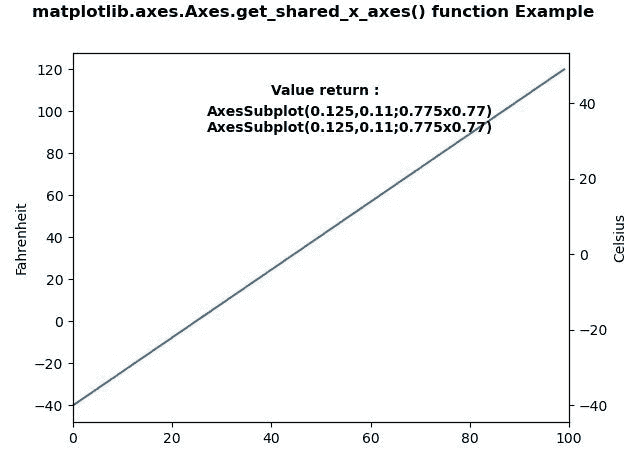 matplotlib.axes.Axes.get_shared_x_axes() function Example
Value return :
AxesSubplot(0.125,0.11;0.775x0.77)
AxesSubplot(0.125,0.11;0.775x0.77)
Fahrenheit
120
100
80
60
40
20
0
−20
−40
Celsius
40
20
0
−20
−40
0 20 40 60 80 100